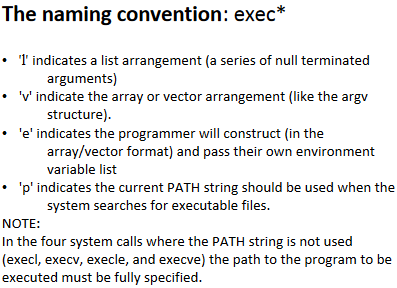 The naming convention: exec*
• 'l' indicates a list arrangement (a series of null terminated
arguments)
• 'v' indicate the array or vector arrangement (like the argv
structure).
• 'e' indicates the programmer will construct (in the
array/vector format) and pass their own environment
variable list
• 'p' indicates the current PATH string should be used when the
system searches for executable files.
NOTE:
In the four system calls where the PATH string is not used
(execl, execv, execle, and execve) the path to the program to be
executed must be fully specified.